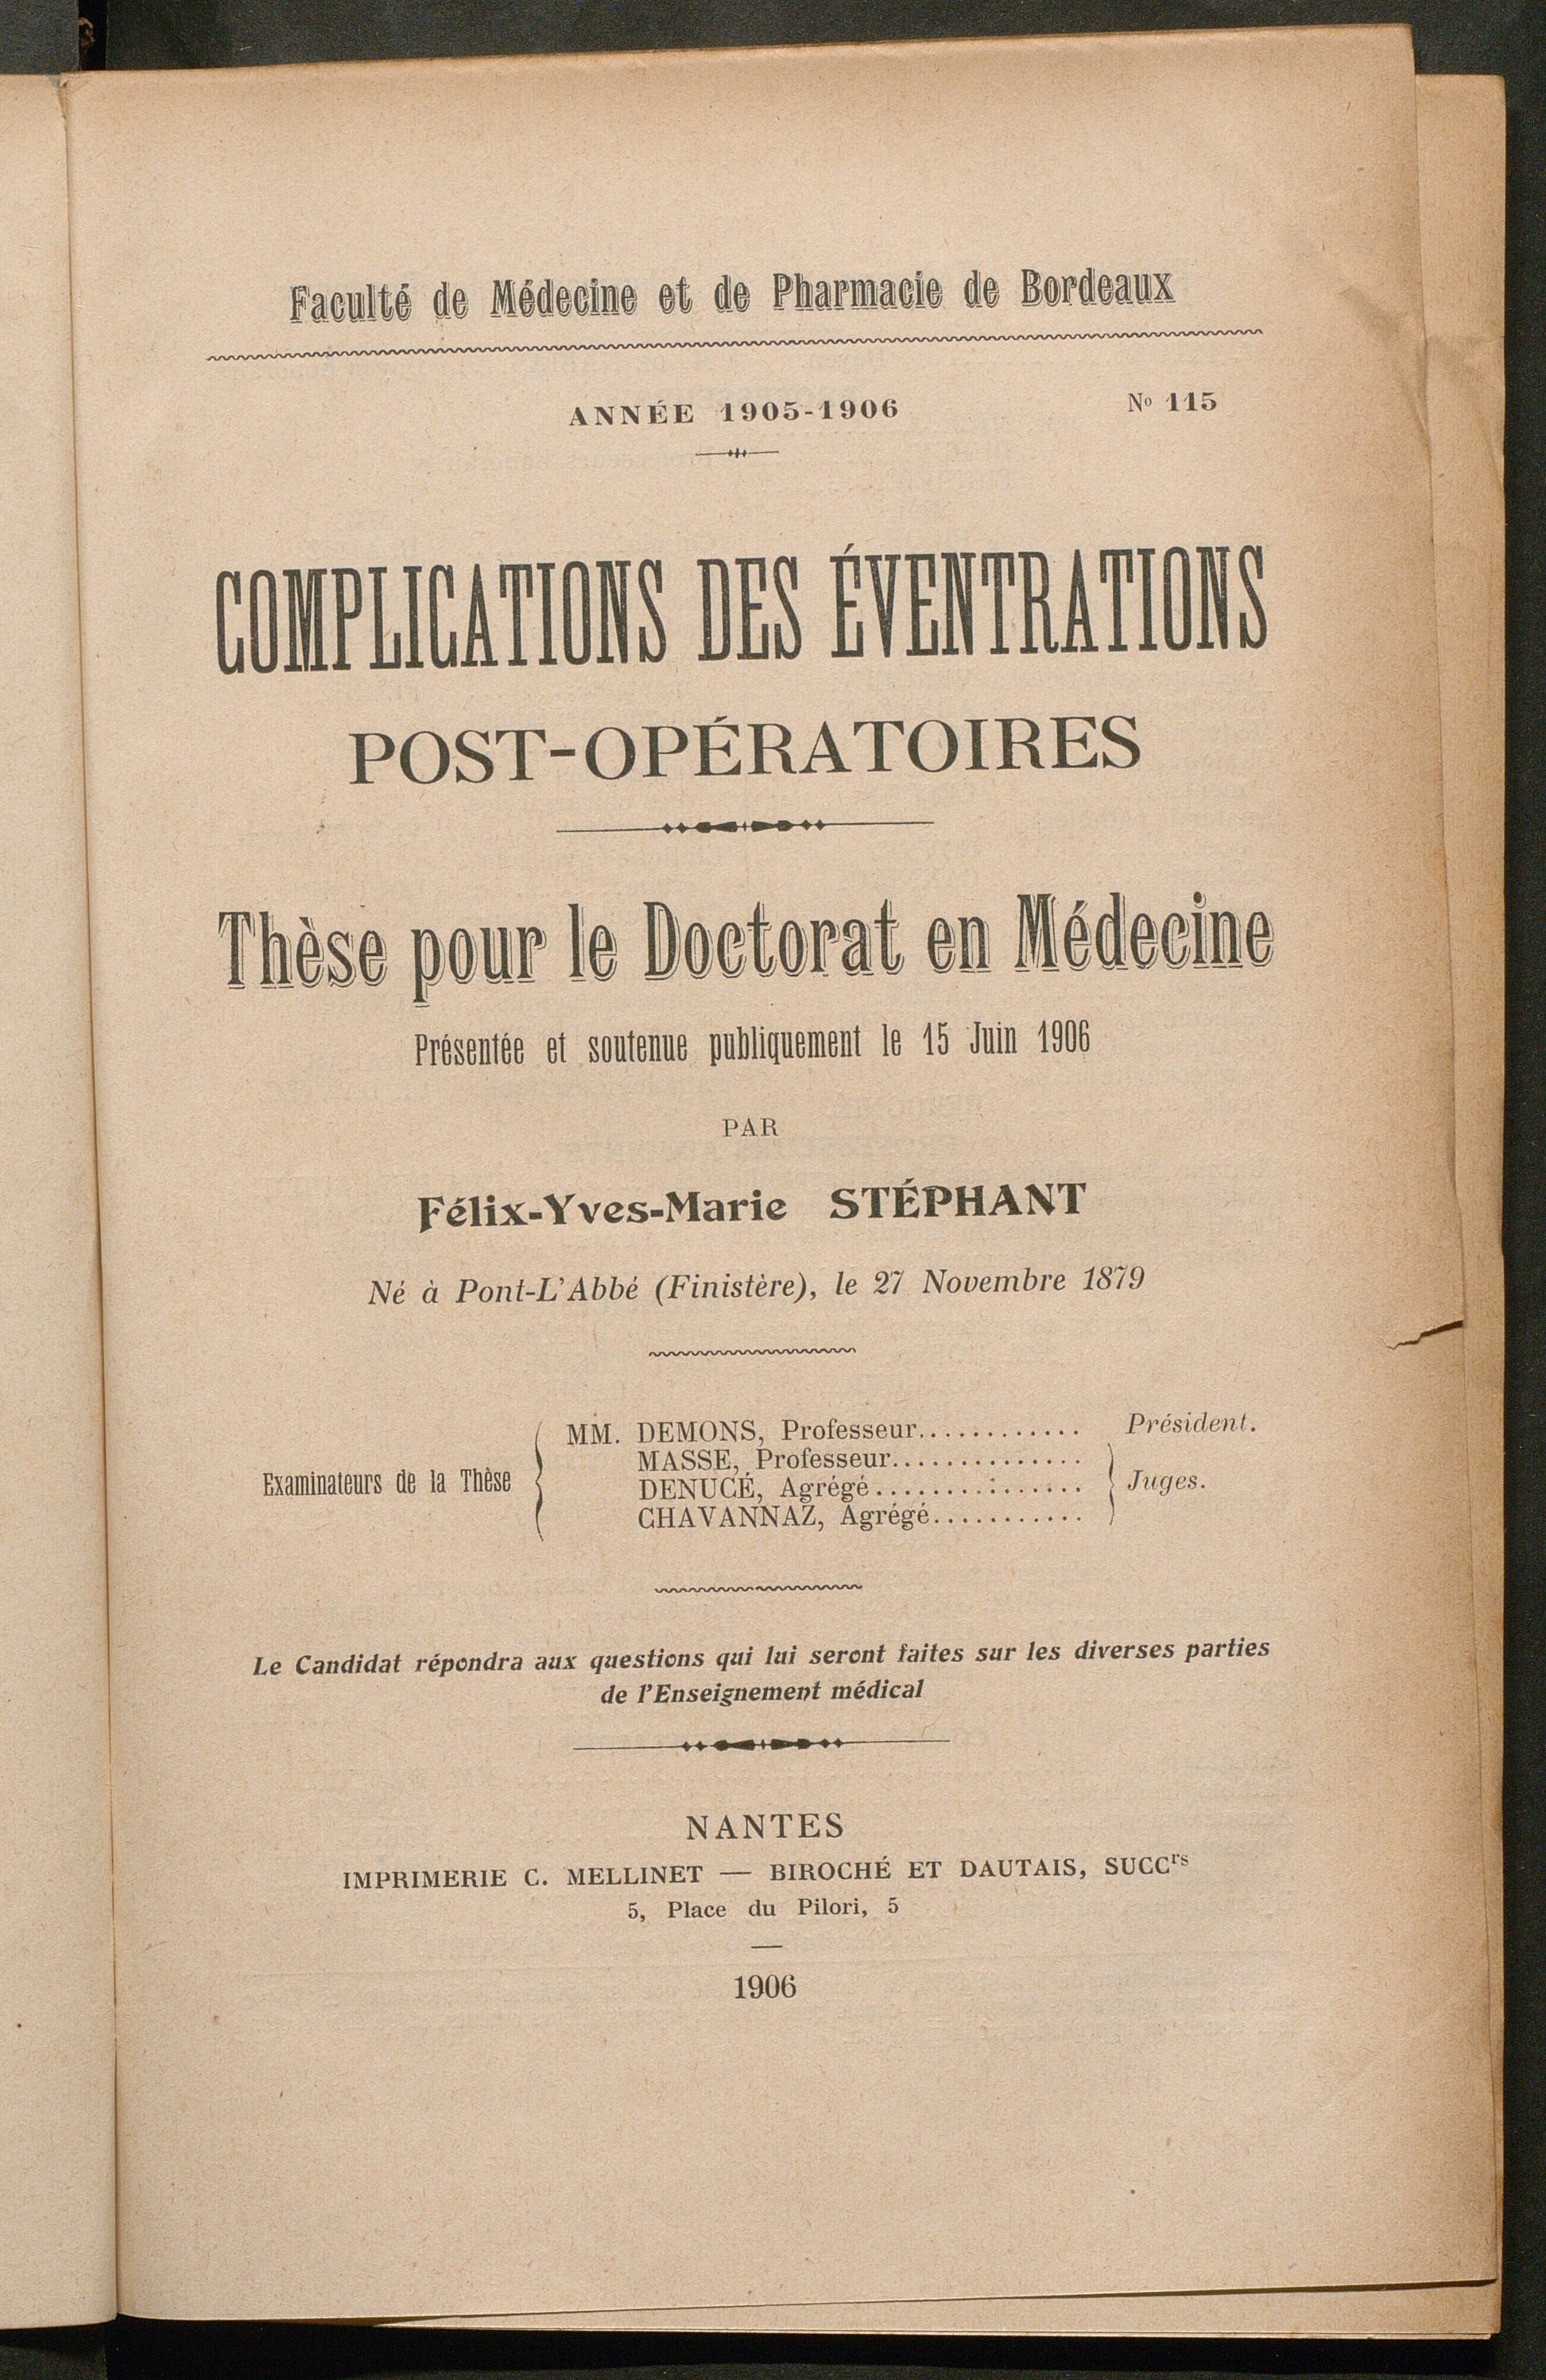 Faculté de Médecine et de Pharmacie de Bordeaux
ANNÉE 1905-1906 Nº 115
COMPLICATIONS DES ÉVENTRATIONS
POST-OPÉRATOIRES
Thèse pour le Doctorat en Médecine
Présentée et soutenue publiquement le 15 Juin 1906
PAR
Félix-Yves-Marie STÉPHANT
Né à Pont-L'Abbé (Finistère), le 27 Novembre 1879
Examinateurs de la Thèse
MM. DEMONS, Professeur............ Président.
MASSE, Professeur..............
DENUCÉ, Agrégé...............
CHAVANNAZ, Agrégé...........
Juges.
Le Candidat répondra aux questions qui lui seront faites sur les diverses parties
de l'Enseignement médical
NANTES
IMPRIMERIE C. MELLINET — BIROCHÉ ET DAUTAIS, SUCCrs
5, Place du Pilori, 5
1906